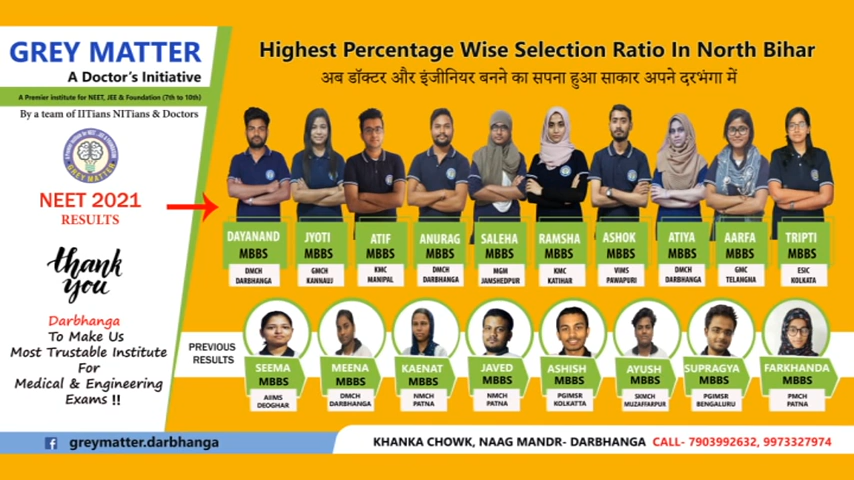 GREY MATTER
A Doctor's Initiative
A Premier institute for NEET, JEE & Foundation (7th to 10th)
By a team of IITians NITians & Doctors
GREY MATTER
NEET 2021
RESULTS
thank
you
Darbhanga
To Make Us
Most Trustable Institute
For
Medical & Engineering
Exams !!
Highest Percentage Wise Selection Ratio In North Bihar
अब डॉक्टर और इंजीनियर बनने का सपना हुआ साकार अपने दरभंगा में
DAYANAND JYOTI ATIF ANURAG SALEHA RAMSHA ASHOK ATIYA AARFA TRIPTI
MBBS MBBS MBBS MBBS MBBS MBBS MBBS MBBS MBBS MBBS
DMCH GMCH KMC DMCH MGM KMC VIMS DMCH GMC ESIC
DARBHANGA KANNAUJ MANIPAL DARBHANGA JAMSHEDPUR KATIHAR PAWAPURI DARBHANGA TELANGHA KOLKATA
PREVIOUS
RESULTS
SEEMA MEENA KAENAT JAVED ASHISH AYUSH SUPRAGYA FARKHANDA
MBBS MBBS MBBS MBBS MBBS MBBS MBBS MBBS
AIIMS DMCH NMCH NMCH PGIMSR SKMCH PGIMSR PMCH
DEOGHAR DARBHANGA PATNA PATNA KOLKATTA MUZAFFARPUR BENGALURU PATNA
f greymatter.darbhanga
KHANKA CHOWK, NAAG MANDR- DARBHANGA CALL- 7903992632, 9973327974